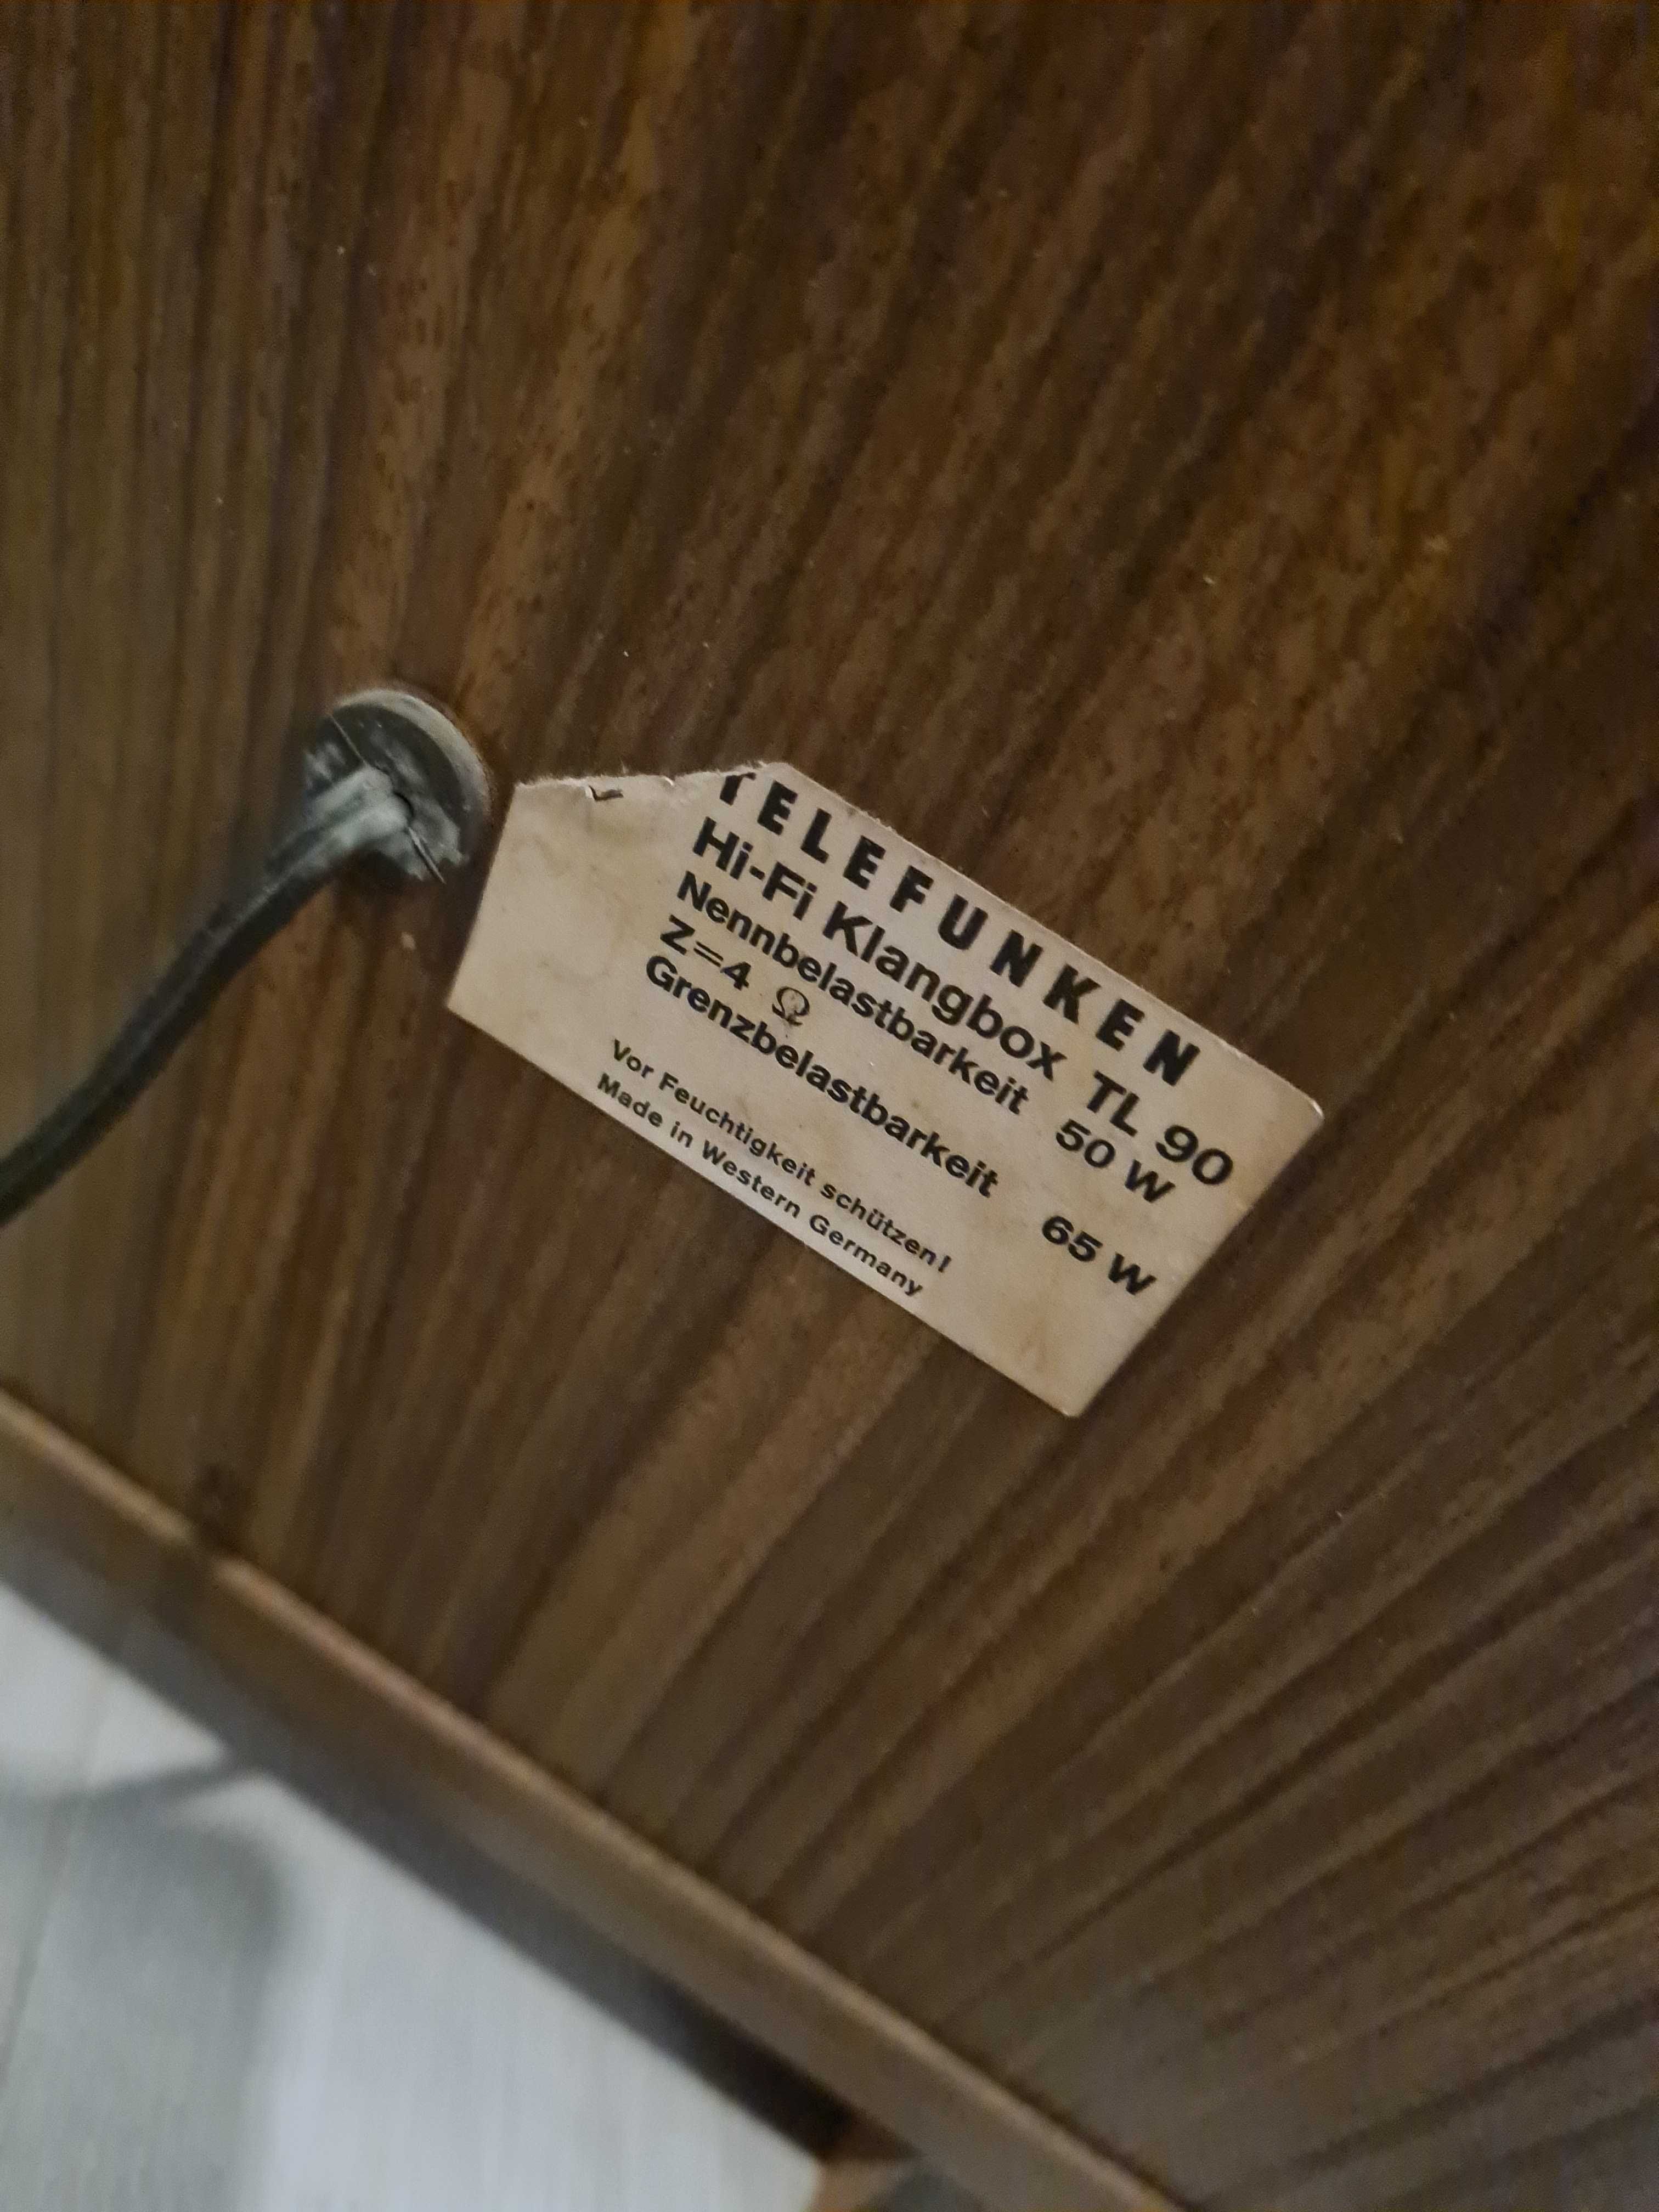 TELEFUNKEN
Hi-Fi Klangbox TL 90
Nennbelastbarkeit 50 W
Z=4 Ω
Grenzbelastbarkeit 65 W
Vor Feuchtigkeit schützen!
Made in Western Germany